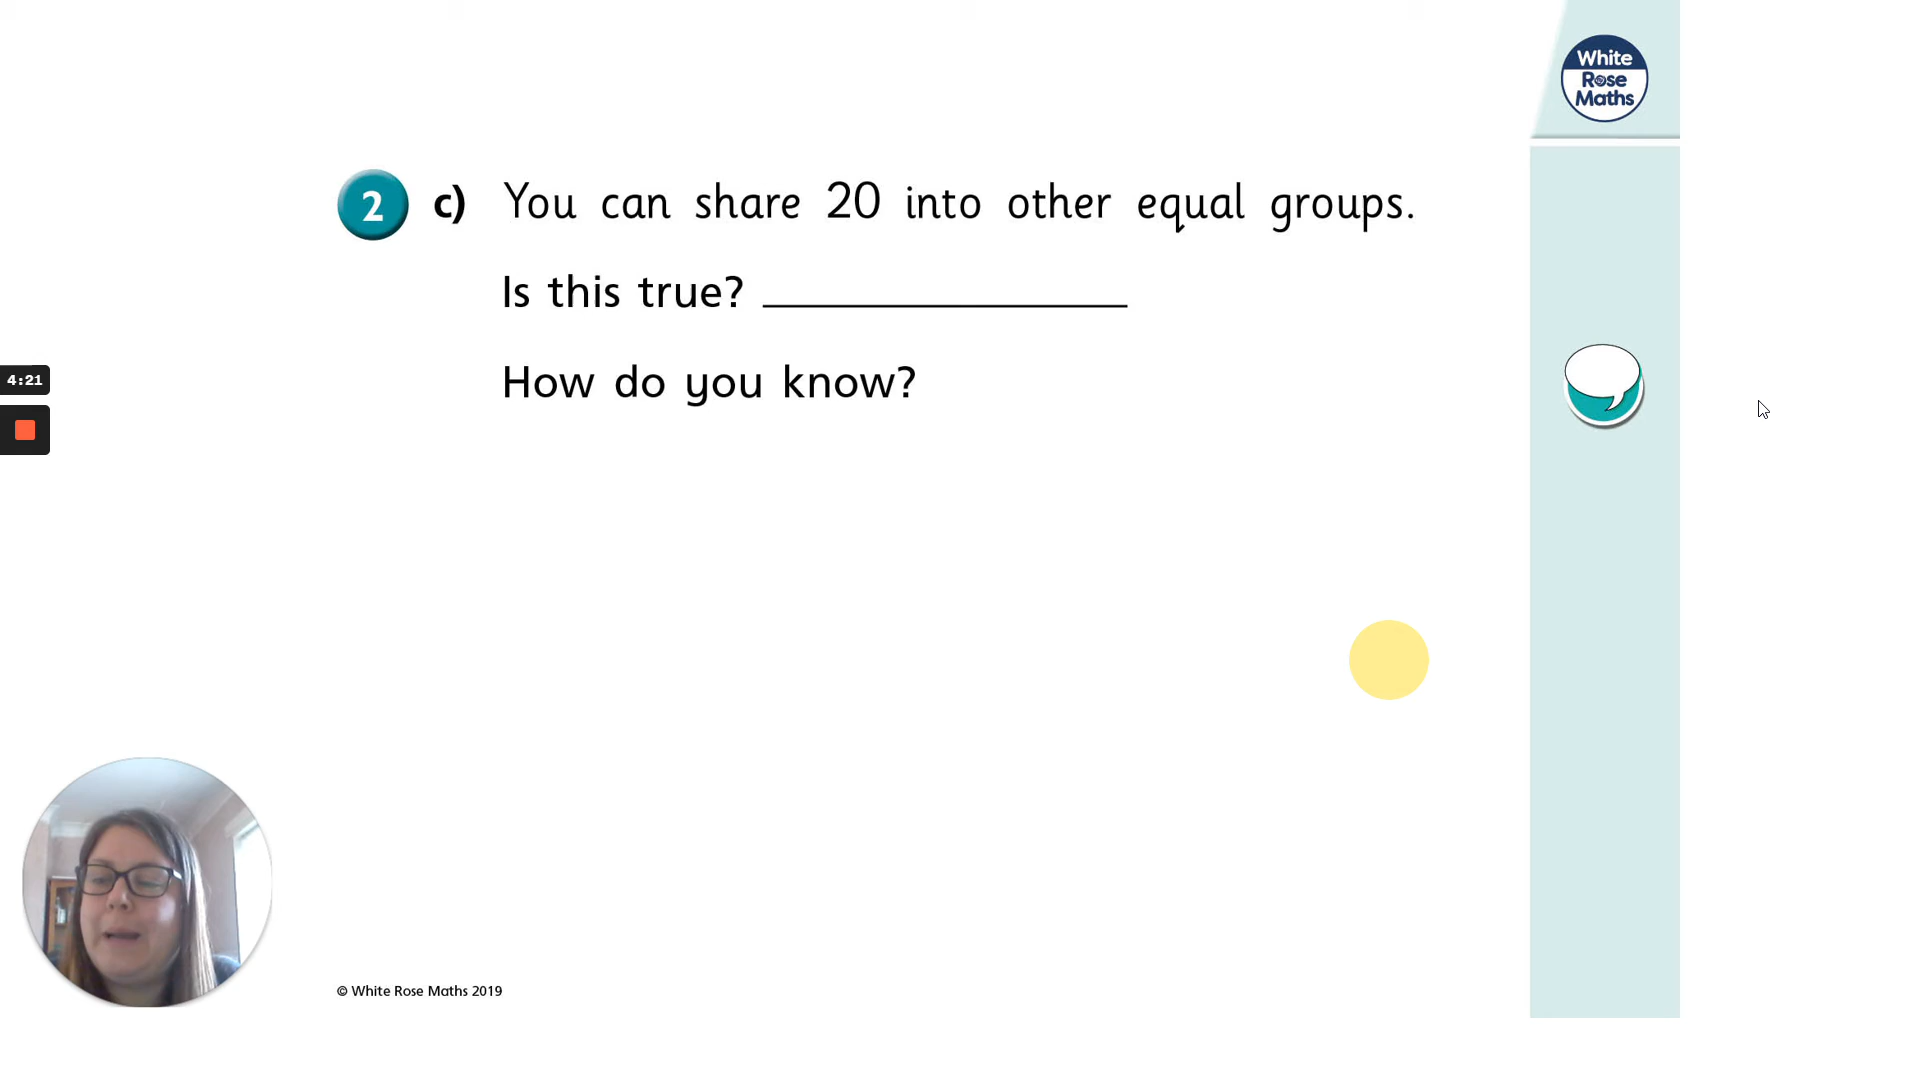 White
Rose
Maths
2 c) You can share 20 into other equal groups.
Is this true?
How do you know?
4:21
© White Rose Maths 2019